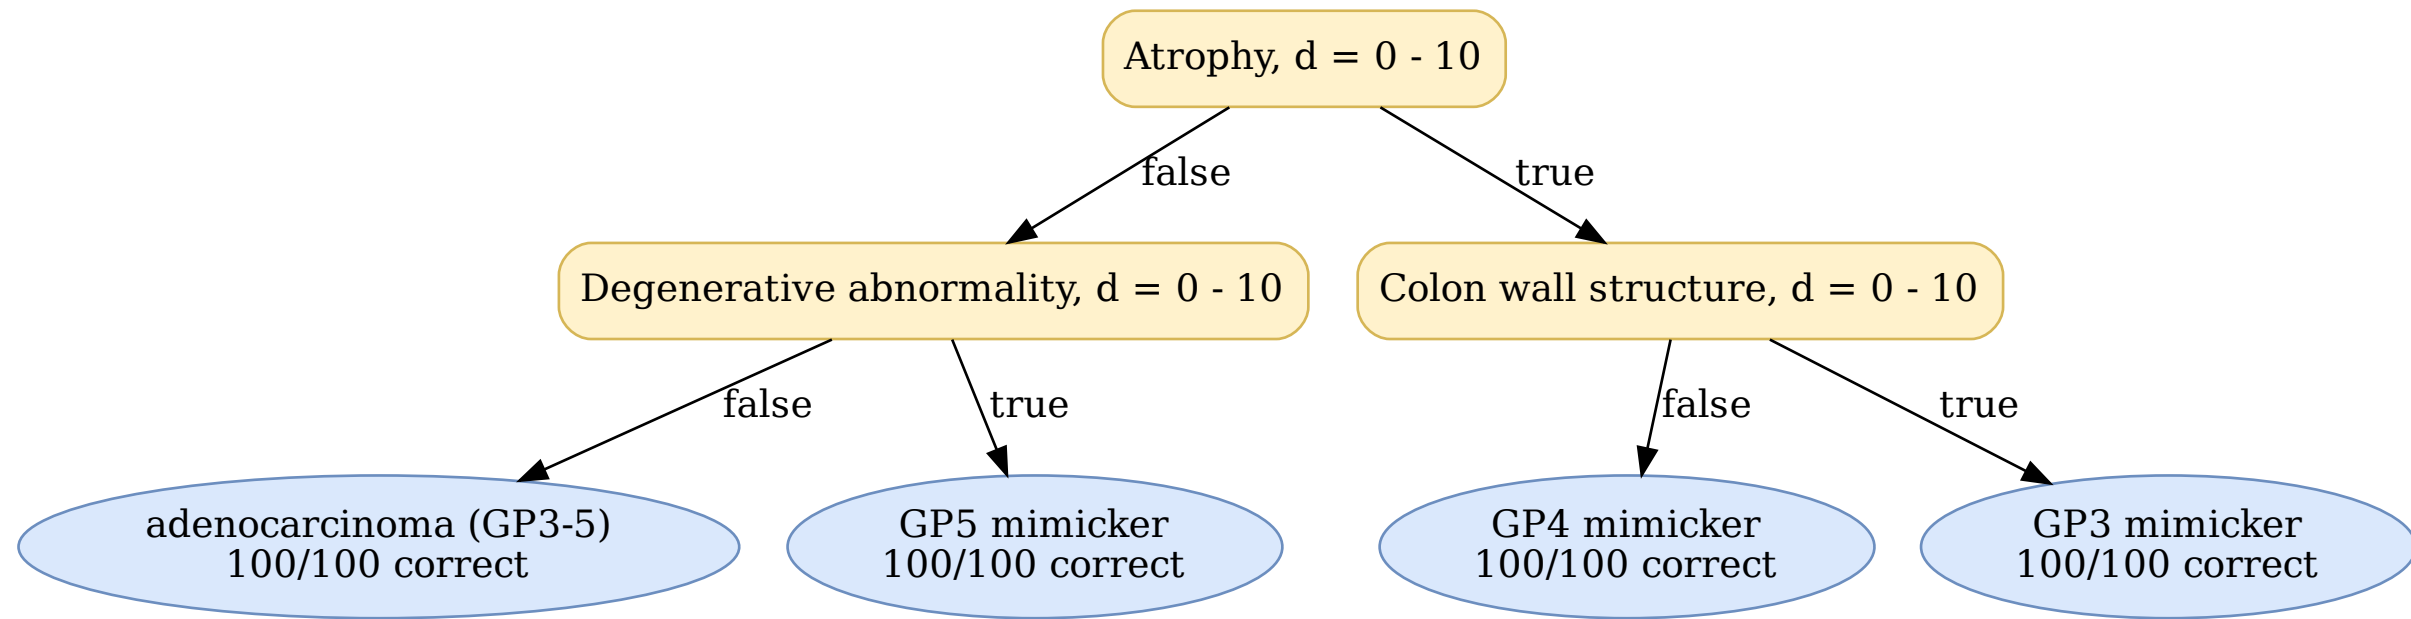 Atrophy, d = 0 - 10
false
true
Degenerative abnormality, d = 0 - 10
Colon wall structure, d = 0 - 10
false
true
false
true
adenocarcinoma (GP3-5)
100/100 correct
GP5 mimicker
100/100 correct
GP4 mimicker
100/100 correct
GP3 mimicker
100/100 correct